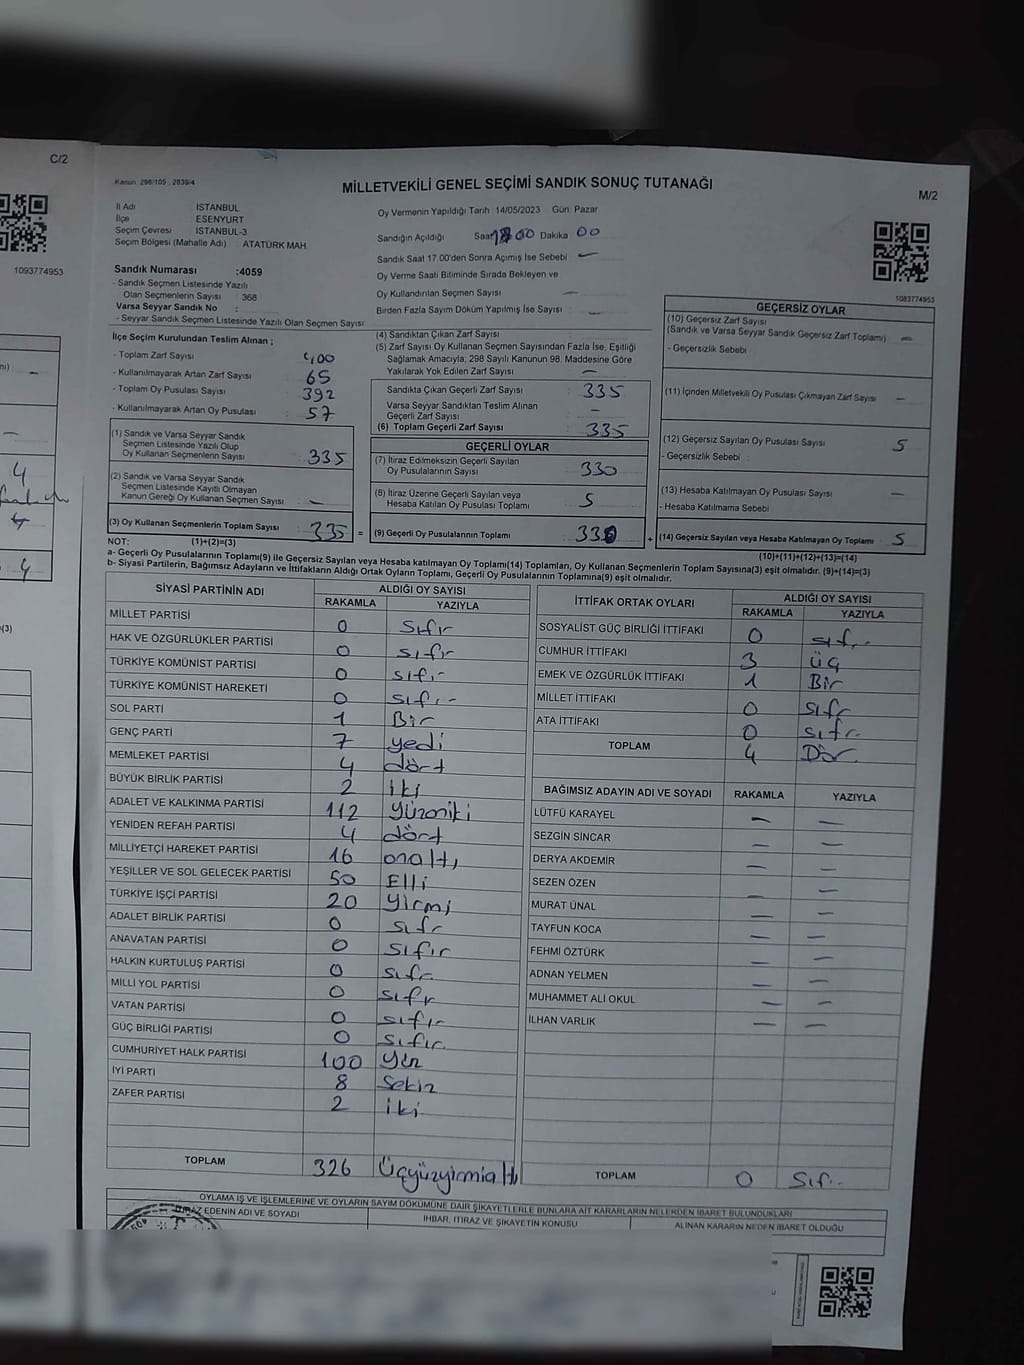 C/2
Kanun: 298/105 , 2839/4
MİLLETVEKİLİ GENEL SEÇİMİ SANDIK SONUÇ TUTANAĞI
M/2
İl Adı İSTANBUL
İlçe ESENYURT
Seçim Çevresi İSTANBUL-3
Seçim Bölgesi (Mahalle Adı) ATATÜRK MAH.
Oy Vermenin Yapıldığı Tarih 14/05/2023 Gün: Pazar
Sandığın Açıldığı Saat Dakika 00
Sandık Saat 17.00'den Sonra Açımış İse Sebebi —
Oy Verme Saati Bitiminde Sırada Bekleyen ve
Oy Kullandırılan Seçmen Sayısı —
Birden Fazla Sayım Döküm Yapılmış İse Sayısı —
1093774953
1083774953
Sandık Numarası :4059
- Sandık Seçmen Listesinde Yazılı
Olan Seçmenlerin Sayısı : 368
Varsa Seyyar Sandık No :
- Seyyar Sandık Seçmen Listesinde Yazılı Olan Seçmen Sayısı:
İlçe Seçim Kurulundan Teslim Alınan ;
- Toplam Zarf Sayısı : 400
- Kullanılmayarak Artan Zarf Sayısı : 65
- Toplam Oy Pusulası Sayısı : 392
- Kullanılmayarak Artan Oy Pusulası : 57
(1) Sandık ve Varsa Seyyar Sandık
Seçmen Listesinde Yazılı Olup
Oy Kullanan Seçmenlerin Sayısı : 335
(2) Sandık ve Varsa Seyyar Sandık
Seçmen Listesinde Kayıtlı Olmayan
Kanun Gereği Oy Kullanan Seçmen Sayısı : —
(3) Oy Kullanan Seçmenlerin Toplam Sayısı : 335 =
(4) Sandıktan Çıkan Zarf Sayısı :
(5) Zarf Sayısı Oy Kullanan Seçmen Sayısından Fazla İse, Eşitliği
Sağlamak Amacıyla; 298 Sayılı Kanunun 98. Maddesine Göre
Yakılarak Yok Edilen Zarf Sayısı : —
Sandıkta Çıkan Geçerli Zarf Sayısı : 335
Varsa Seyyar Sandıktan Teslim Alınan
Geçerli Zarf Sayısı : —
(6) Toplam Geçerli Zarf Sayısı : 335
GEÇERLİ OYLAR
(7) İtiraz Edilmeksizin Geçerli Sayılan
Oy Pusulalarının Sayısı : 330
(8) İtiraz Üzerine Geçerli Sayılan veya
Hesaba Katılan Oy Pusulası Toplamı : 5
(9) Geçerli Oy Pusulalarının Toplamı : 330 +
GEÇERSİZ OYLAR
(10) Geçersiz Zarf Sayısı
(Sandık ve Varsa Seyyar Sandık Geçersiz Zarf Toplamı) : —
- Geçersizlik Sebebi
(11) İçinden Milletvekili Oy Pusulası Çıkmayan Zarf Sayısı : —
(12) Geçersiz Sayılan Oy Pusulası Sayısı : 5
- Geçersizlik Sebebi :
(13) Hesaba Katılmayan Oy Pusulası Sayısı : —
- Hesaba Katılmama Sebebi
(14) Geçersiz Sayılan veya Hesaba Katılmayan Oy Toplamı : 5
NOT: (1)+(2)=(3) (10)+(11)+(12)+(13)=(14)
a- Geçerli Oy Pusulalarının Toplamı(9) ile Geçersiz Sayılan veya Hesaba katılmayan Oy Toplamı(14) Toplamları, Oy Kullanan Seçmenlerin Toplam Sayısına(3) eşit olmalıdır. (9)+(14)=(3)
b- Siyasi Partilerin, Bağımsız Adayların ve İttifakların Aldığı Ortak Oyların Toplamı, Geçerli Oy Pusulalarının Toplamına(9) eşit olmalıdır.
SİYASİ PARTİNİN ADI ALDIĞI OY SAYISI
RAKAMLA YAZIYLA
MİLLET PARTİSİ 0 Sıfır
HAK VE ÖZGÜRLÜKLER PARTİSİ 0 sıfır
TÜRKİYE KOMÜNİST PARTİSİ 0 sıfır
TÜRKİYE KOMÜNİST HAREKETİ 0 sıfır
SOL PARTİ 1 Bir
GENÇ PARTİ 7 yedi
MEMLEKET PARTİSİ 4 dört
BÜYÜK BİRLİK PARTİSİ 2 iki
ADALET VE KALKINMA PARTİSİ 112 yüzoniki
YENİDEN REFAH PARTİSİ 4 dört
MİLLİYETÇİ HAREKET PARTİSİ 16 onaltı
YEŞİLLER VE SOL GELECEK PARTİSİ 50 Elli
TÜRKİYE İŞÇİ PARTİSİ 20 yirmi
ADALET BİRLİK PARTİSİ 0 sıfr
ANAVATAN PARTİSİ 0 sıfır
HALKIN KURTULUŞ PARTİSİ 0 sıfr
MİLLİ YOL PARTİSİ 0 sıfır
VATAN PARTİSİ 0 sıfır
GÜÇ BİRLİĞİ PARTİSİ 0 sıfır
CUMHURİYET HALK PARTİSİ 100 yüz
İYİ PARTİ 8 sekiz
ZAFER PARTİSİ 2 iki
TOPLAM 326 Üçyüzyirmialtı
İTTİFAK ORTAK OYLARI ALDIĞI OY SAYISI
RAKAMLA YAZIYLA
SOSYALİST GÜÇ BİRLİĞİ İTTİFAKI 0 sıfır
CUMHUR İTTİFAKI 3 üç
EMEK VE ÖZGÜRLÜK İTTİFAKI 1 Bir
MİLLET İTTİFAKI 0 sıfır
ATA İTTİFAKI 0 sıfır
TOPLAM 4 Dört
BAĞIMSIZ ADAYIN ADI VE SOYADI RAKAMLA YAZIYLA
LÜTFÜ KARAYEL — —
SEZGİN SİNCAR — —
DERYA AKDEMİR — —
SEZEN ÖZEN — —
MURAT ÜNAL — —
TAYFUN KOCA — —
FEHMİ ÖZTÜRK — —
ADNAN YELMEN — —
MUHAMMET ALİ OKUL — —
İLHAN VARLIK — —
TOPLAM 0 Sıfır
OYLAMA İŞ VE İŞLEMLERİNE VE OYLARIN SAYIM DÖKÜMÜNE DAİR ŞİKAYETLERLE BUNLARA AİT KARARLARIN NELERDEN İBARET BULUNDUKLARI
İTİRAZ EDENİN ADI VE SOYADI İHBAR, İTİRAZ VE ŞİKAYETİN KONUSU ALINAN KARARIN NEDEN İBARET OLDUĞU